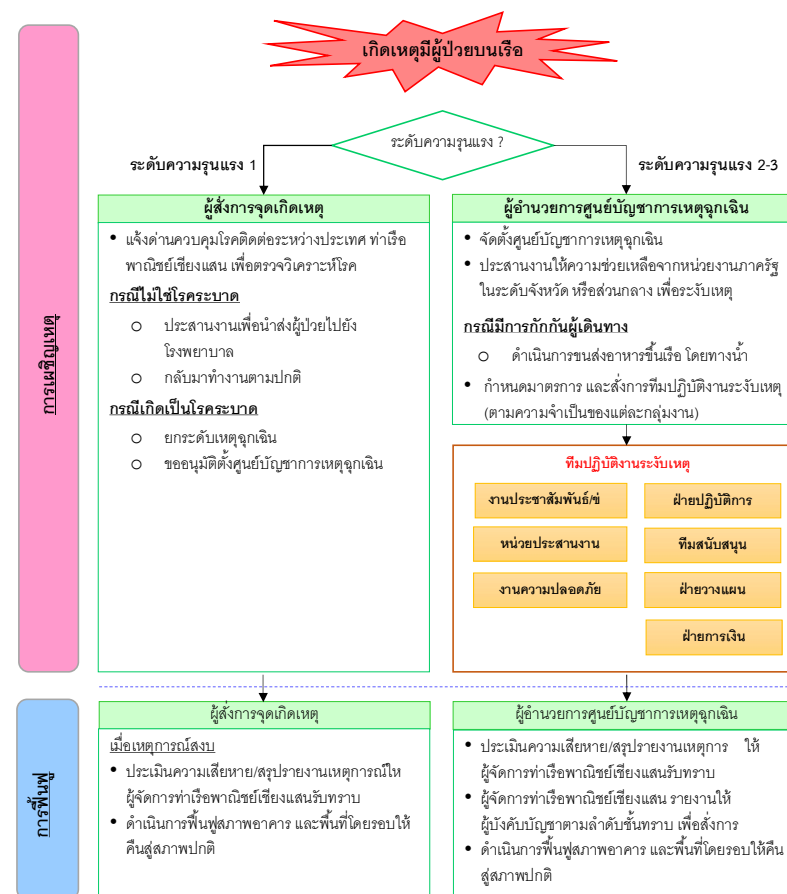 เกิดเหตุมีผู้ป่วยบนเรือ
ระดับความรุนแรง ?
ระดับความรุนแรง 1
ระดับความรุนแรง 2-3
การเผชิญเหตุ
ผู้สั่งการจุดเกิดเหตุ
• แจ้งด่านควบคุมโรคติดต่อระหว่างประเทศ ท่าเรือ
พาณิชย์เชียงแสน เพื่อตรวจวิเคราะห์โรค
กรณีไม่ใช่โรคระบาด
o ประสานงานเพื่อนำส่งผู้ป่วยไปยัง
โรงพยาบาล
o กลับมาทำงานตามปกติ
กรณีเกิดเป็นโรคระบาด
o ยกระดับเหตุฉุกเฉิน
o ขออนุมัติตั้งศูนย์บัญชาการเหตุฉุกเฉิน
ผู้อำนวยการศูนย์บัญชาการเหตุฉุกเฉิน
• จัดตั้งศูนย์บัญชาการเหตุฉุกเฉิน
• ประสานงานให้ความช่วยเหลือจากหน่วยงานภาครัฐ
ในระดับจังหวัด หรือส่วนกลาง เพื่อระงับเหตุ
กรณีมีการกักกันผู้เดินทาง
o ดำเนินการขนส่งอาหารขึ้นเรือ โดยทางน้ำ
• กำหนดมาตรการ และสั่งการทีมปฏิบัติงานระงับเหตุ
(ตามความจำเป็นของแต่ละกลุ่มงาน)
ทีมปฏิบัติงานระงับเหตุ
งานประชาสัมพันธ์/ข่
ฝ่ายปฏิบัติการ
หน่วยประสานงาน
ทีมสนับสนุน
งานความปลอดภัย
ฝ่ายวางแผน
ฝ่ายการเงิน
การฟื้นฟู
ผู้สั่งการจุดเกิดเหตุ
เมื่อเหตุการณ์สงบ
• ประเมินความเสียหาย/สรุปรายงานเหตุการณ์ให
ผู้จัดการท่าเรือพาณิชย์เชียงแสนรับทราบ
• ดำเนินการฟื้นฟูสภาพอาคาร และพื้นที่โดยรอบให้
คืนสู่สภาพปกติ
ผู้อำนวยการศูนย์บัญชาการเหตุฉุกเฉิน
• ประเมินความเสียหาย/สรุปรายงานเหตุการ ให้
ผู้จัดการท่าเรือพาณิชย์เชียงแสนรับทราบ
• ผู้จัดการท่าเรือพาณิชย์เชียงแสน รายงานให้
ผู้บังคับบัญชาตามลำดับชั้นทราบ เพื่อสั่งการ
• ดำเนินการฟื้นฟูสภาพอาคาร และพื้นที่โดยรอบให้คืน
สู่สภาพปกติ